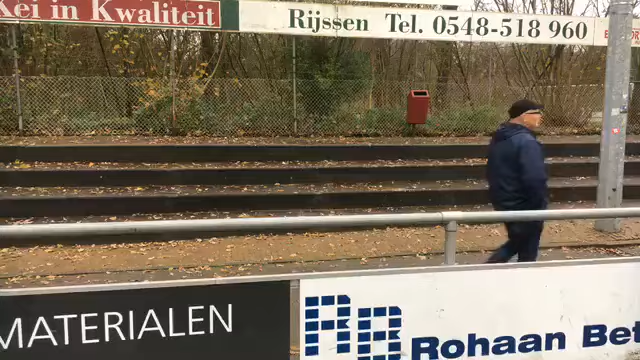 Kei in Kwaliteit
Rijssen Tel. 0548-518 960
MATERIALEN
RB Rohaan Bet